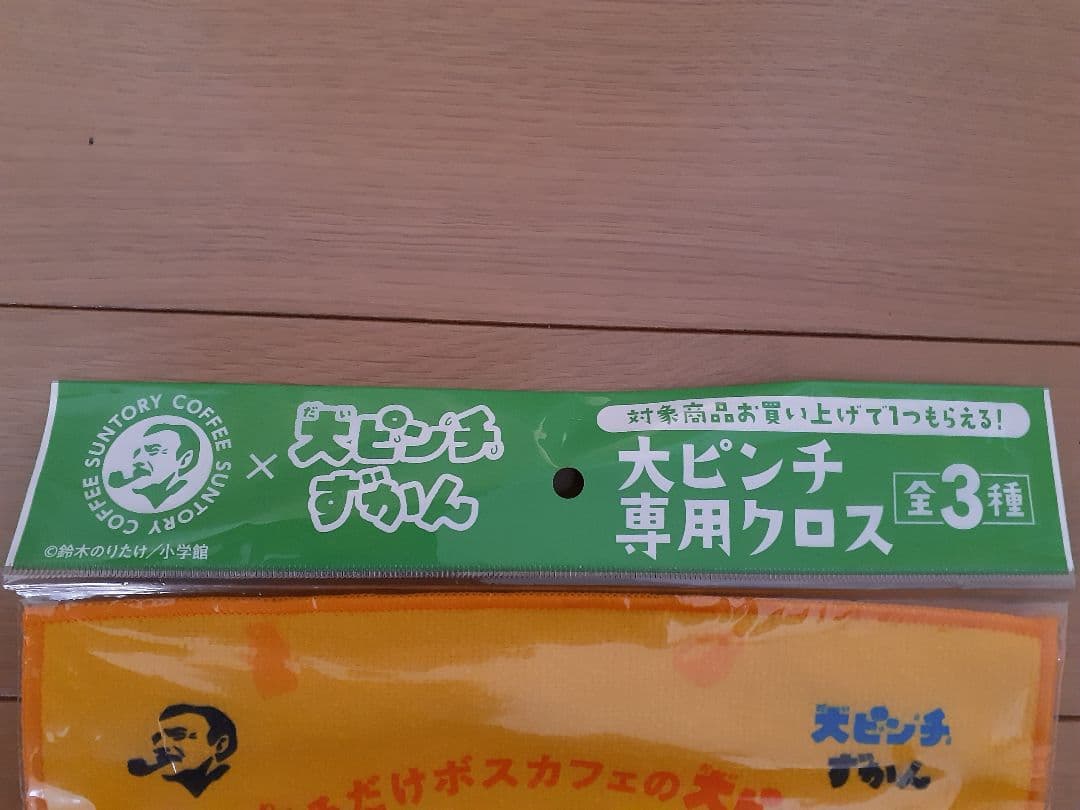 SUNTORY COFFEE SUNTORY COFFEE
×
だい
大ピンチ
ずかん
©鈴木のりたけ/小学館
対象商品お買い上げで1つもらえる!
大ピンチ
専用クロス
全3種
大ピンチ
ずかん
だけボスカフェの大